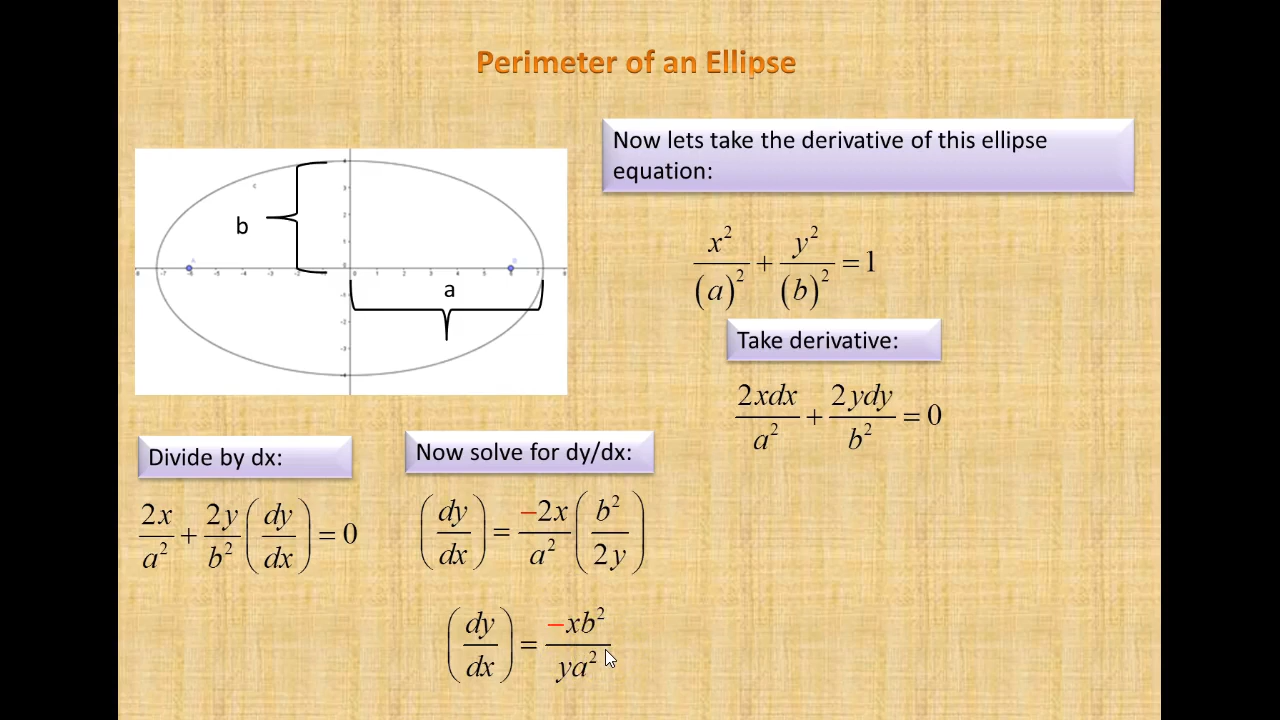 Perimeter of an Ellipse
Now lets take the derivative of this ellipse
equation:
b
a
x²/(a)² + y²/(b)² = 1
Take derivative:
2xdx/a² + 2ydy/b² = 0
Divide by dx:
2x/a² + 2y/b² (dy/dx) = 0
Now solve for dy/dx:
(dy/dx) = -2x/a² (b²/2y)
(dy/dx) = -xb²/ya²